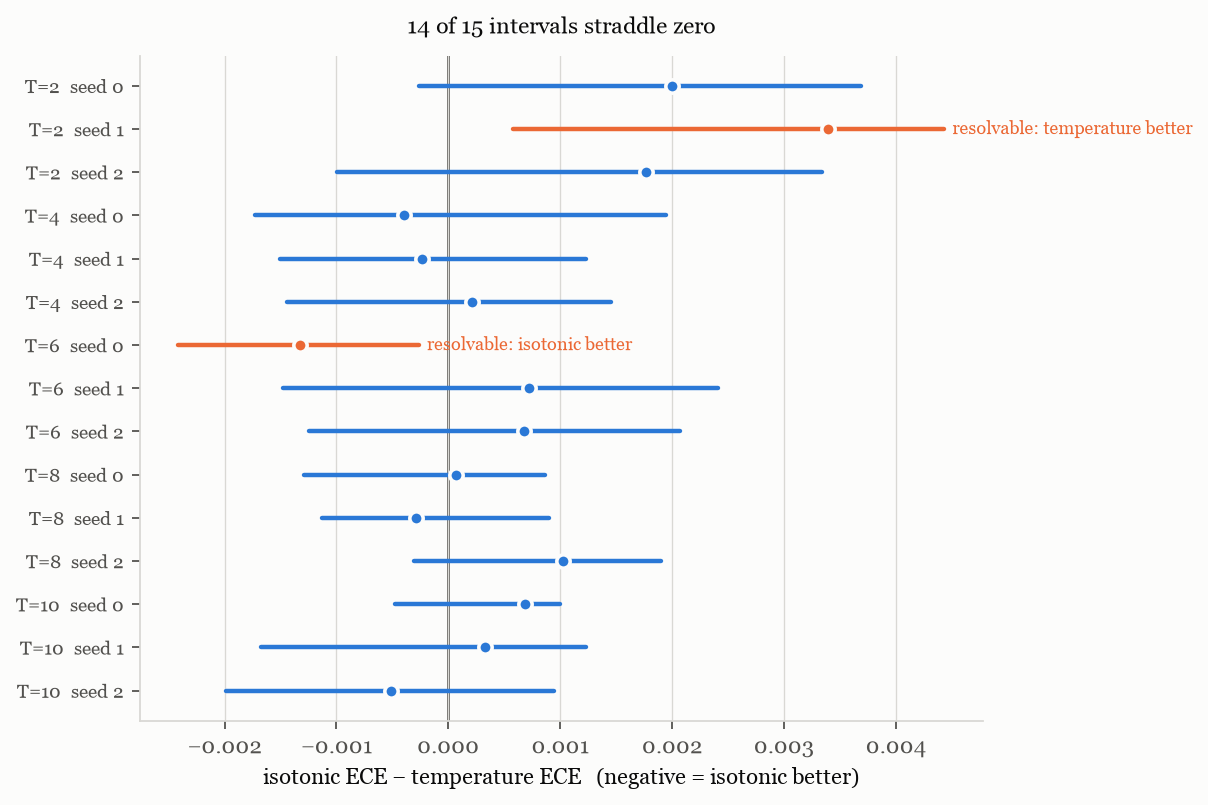 14 of 15 intervals straddle zero
T=2 seed 0
T=2 seed 1
resolvable: temperature better
T=2 seed 2
T=4 seed 0
T=4 seed 1
T=4 seed 2
T=6 seed 0
resolvable: isotonic better
T=6 seed 1
T=6 seed 2
T=8 seed 0
T=8 seed 1
T=8 seed 2
T=10 seed 0
T=10 seed 1
T=10 seed 2
−0.002 −0.001 0.000 0.001 0.002 0.003 0.004
isotonic ECE − temperature ECE (negative = isotonic better)